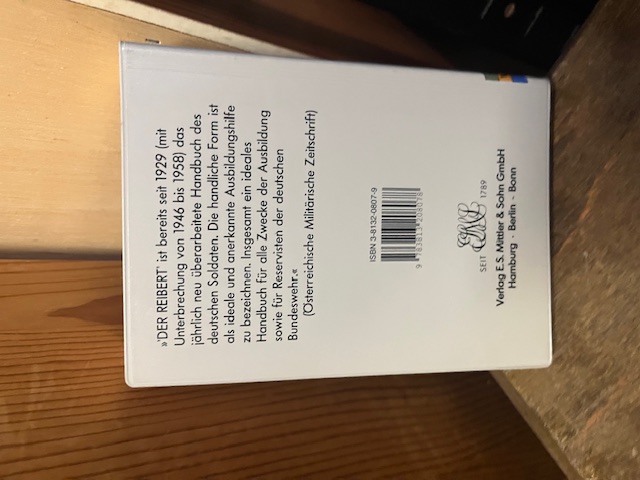 »'DER REIBERT' ist bereits seit 1929 (mit
Unterbrechung von 1946 bis 1958) das
jährlich neu überarbeitete Handbuch des
deutschen Soldaten. Die handliche Form ist
als ideale und anerkannte Ausbildungshilfe
zu bezeichnen. Insgesamt ein ideales
Handbuch für alle Zwecke der Ausbildung
sowie für Reservisten der deutschen
Bundeswehr.«
(Österreichische Militärische Zeitschrift)
ISBN 3-8132-0807-9
9 783813 208078
SEIT 1789
Verlag E.S. Mittler & Sohn GmbH
Hamburg · Berlin · Bonn